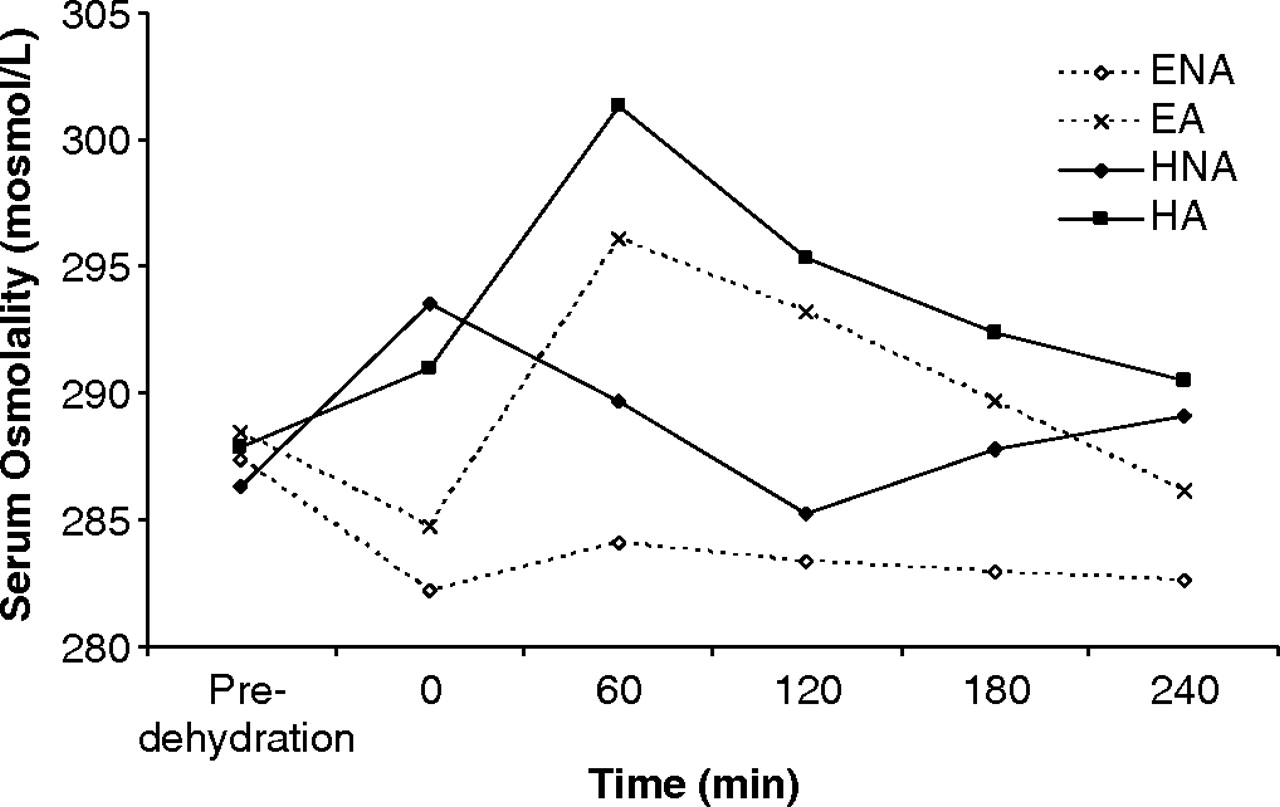 Serum Osmolality (mosmol/L)
305
300
295
290
285
280
ENA
EA
HNA
HA
Pre-
dehydration
0
60
120
180
240
Time (min)